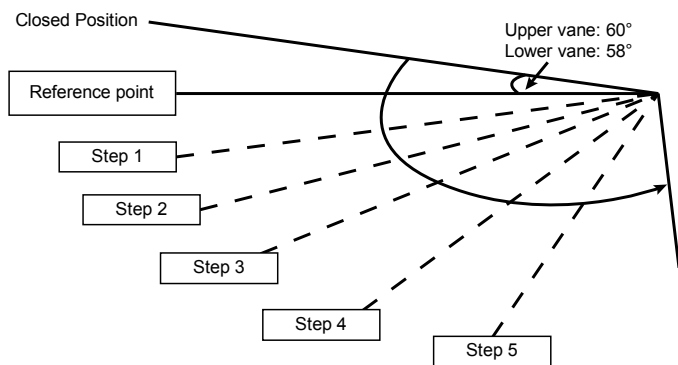 Closed Position
Upper vane: 60°
Lower vane: 58°
Reference point
Step 1
Step 2
Step 3
Step 4
Step 5